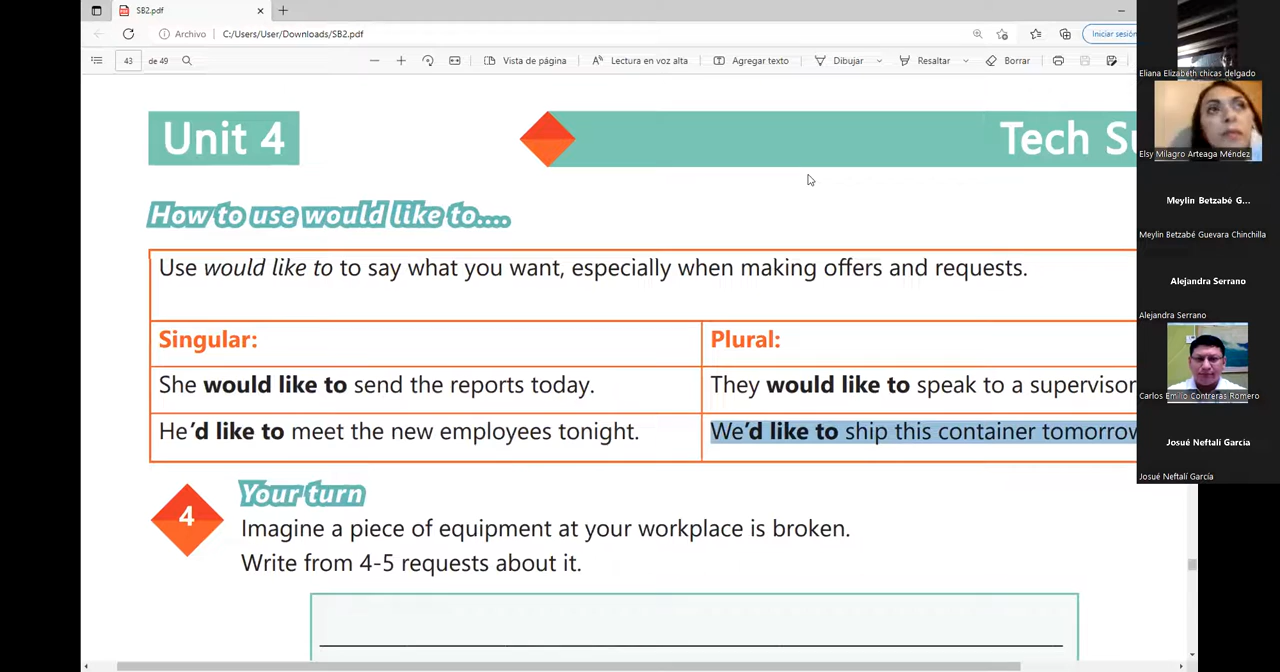 SB2.pdf
Archivo
C:/Users/User/Downloads/SB2.pdf
Iniciar sesión
43
de 49
Vista de página
Lectura en voz alta
Agregar texto
Dibujar
Resaltar
Borrar
Unit 4
Tech Su
How to use would like to....
Use would like to to say what you want, especially when making offers and requests.
Singular:
Plural:
She would like to send the reports today.
They would like to speak to a supervisor
He'd like to meet the new employees tonight.
We'd like to ship this container tomorrow
4
Your turn
Imagine a piece of equipment at your workplace is broken.
Write from 4-5 requests about it.
Eliana Elizabeth chicas delgado
Elsy Milagro Arteaga Méndez
Meylin Betzabé G...
Meylin Betzabé Guevara Chinchilla
Alejandra Serrano
Alejandra Serrano
Carlos Emilio Contreras Romero
Josué Neftalí García
Josué Neftalí García